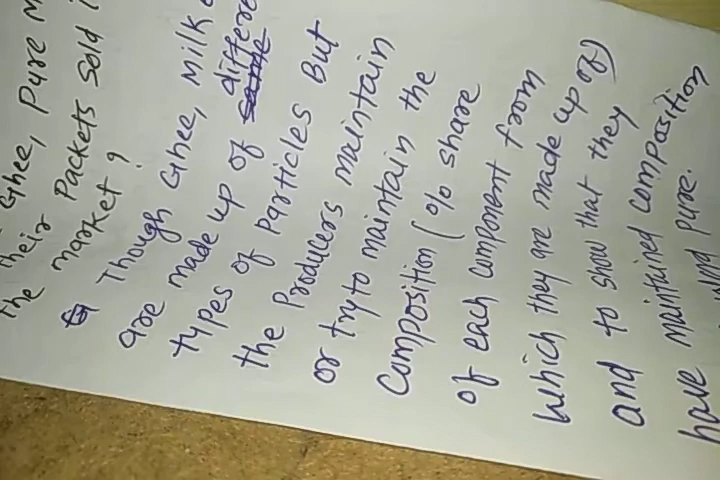 Ghee, Pure M
their Packets Sold i
the market ?
Though Ghee, Milk
are made up of differe
types of Particles But
the Producers maintain
or try to maintain the
Composition ( % share
of each component from
which they are made up of)
and to show that they
have maintained composition
pure.